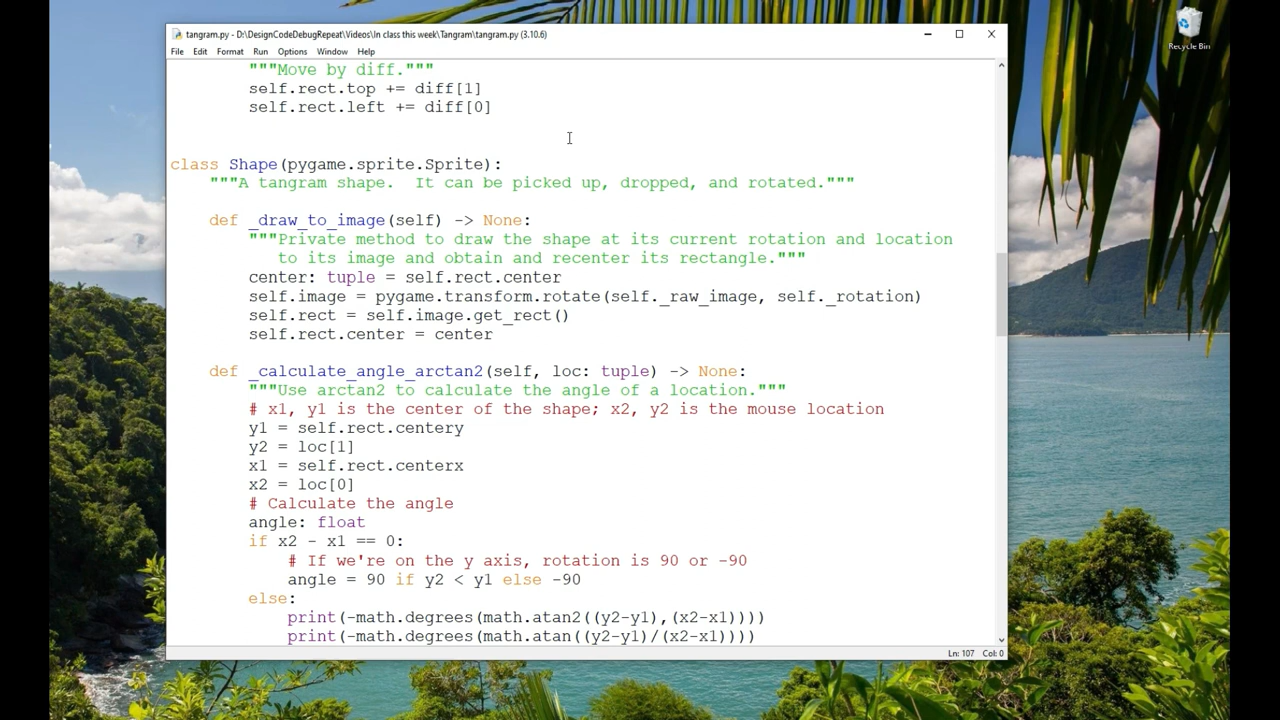 tangram.py - D:\DesignCodeDebugRepeat\Videos\In class this week\Tangram\tangram.py (3.10.6)
Recycle Bin
File Edit Format Run Options Window Help
"""Move by diff."""
self.rect.top += diff[1]
self.rect.left += diff[0]
class Shape(pygame.sprite.Sprite):
"""A tangram shape.  It can be picked up, dropped, and rotated."""
def _draw_to_image(self) -> None:
"""Private method to draw the shape at its current rotation and location
to its image and obtain and recenter its rectangle."""
center: tuple = self.rect.center
self.image = pygame.transform.rotate(self._raw_image, self._rotation)
self.rect = self.image.get_rect()
self.rect.center = center
def _calculate_angle_arctan2(self, loc: tuple) -> None:
"""Use arctan2 to calculate the angle of a location."""
# x1, y1 is the center of the shape; x2, y2 is the mouse location
y1 = self.rect.centery
y2 = loc[1]
x1 = self.rect.centerx
x2 = loc[0]
# Calculate the angle
angle: float
if x2 - x1 == 0:
# If we're on the y axis, rotation is 90 or -90
angle = 90 if y2 < y1 else -90
else:
print(-math.degrees(math.atan2((y2-y1),(x2-x1))))
print(-math.degrees(math.atan((y2-y1)/(x2-x1))))
Ln: 107 Col: 0